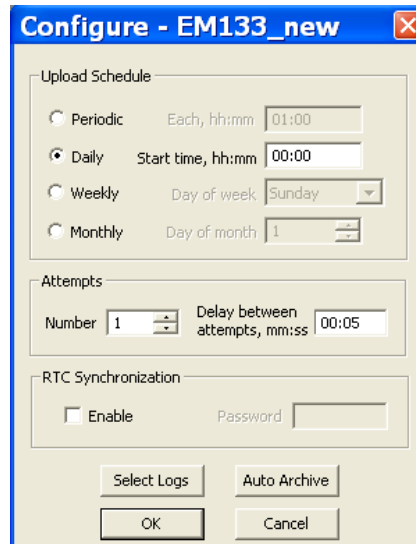 Configure - EM133_new
Upload Schedule
Periodic Each, hh:mm 01:00
Daily Start time, hh:mm 00:00
Weekly Day of week Sunday
Monthly Day of month 1
Attempts
Number 1 Delay between attempts, mm:ss 00:05
RTC Synchronization
Enable Password
Select Logs Auto Archive
OK Cancel